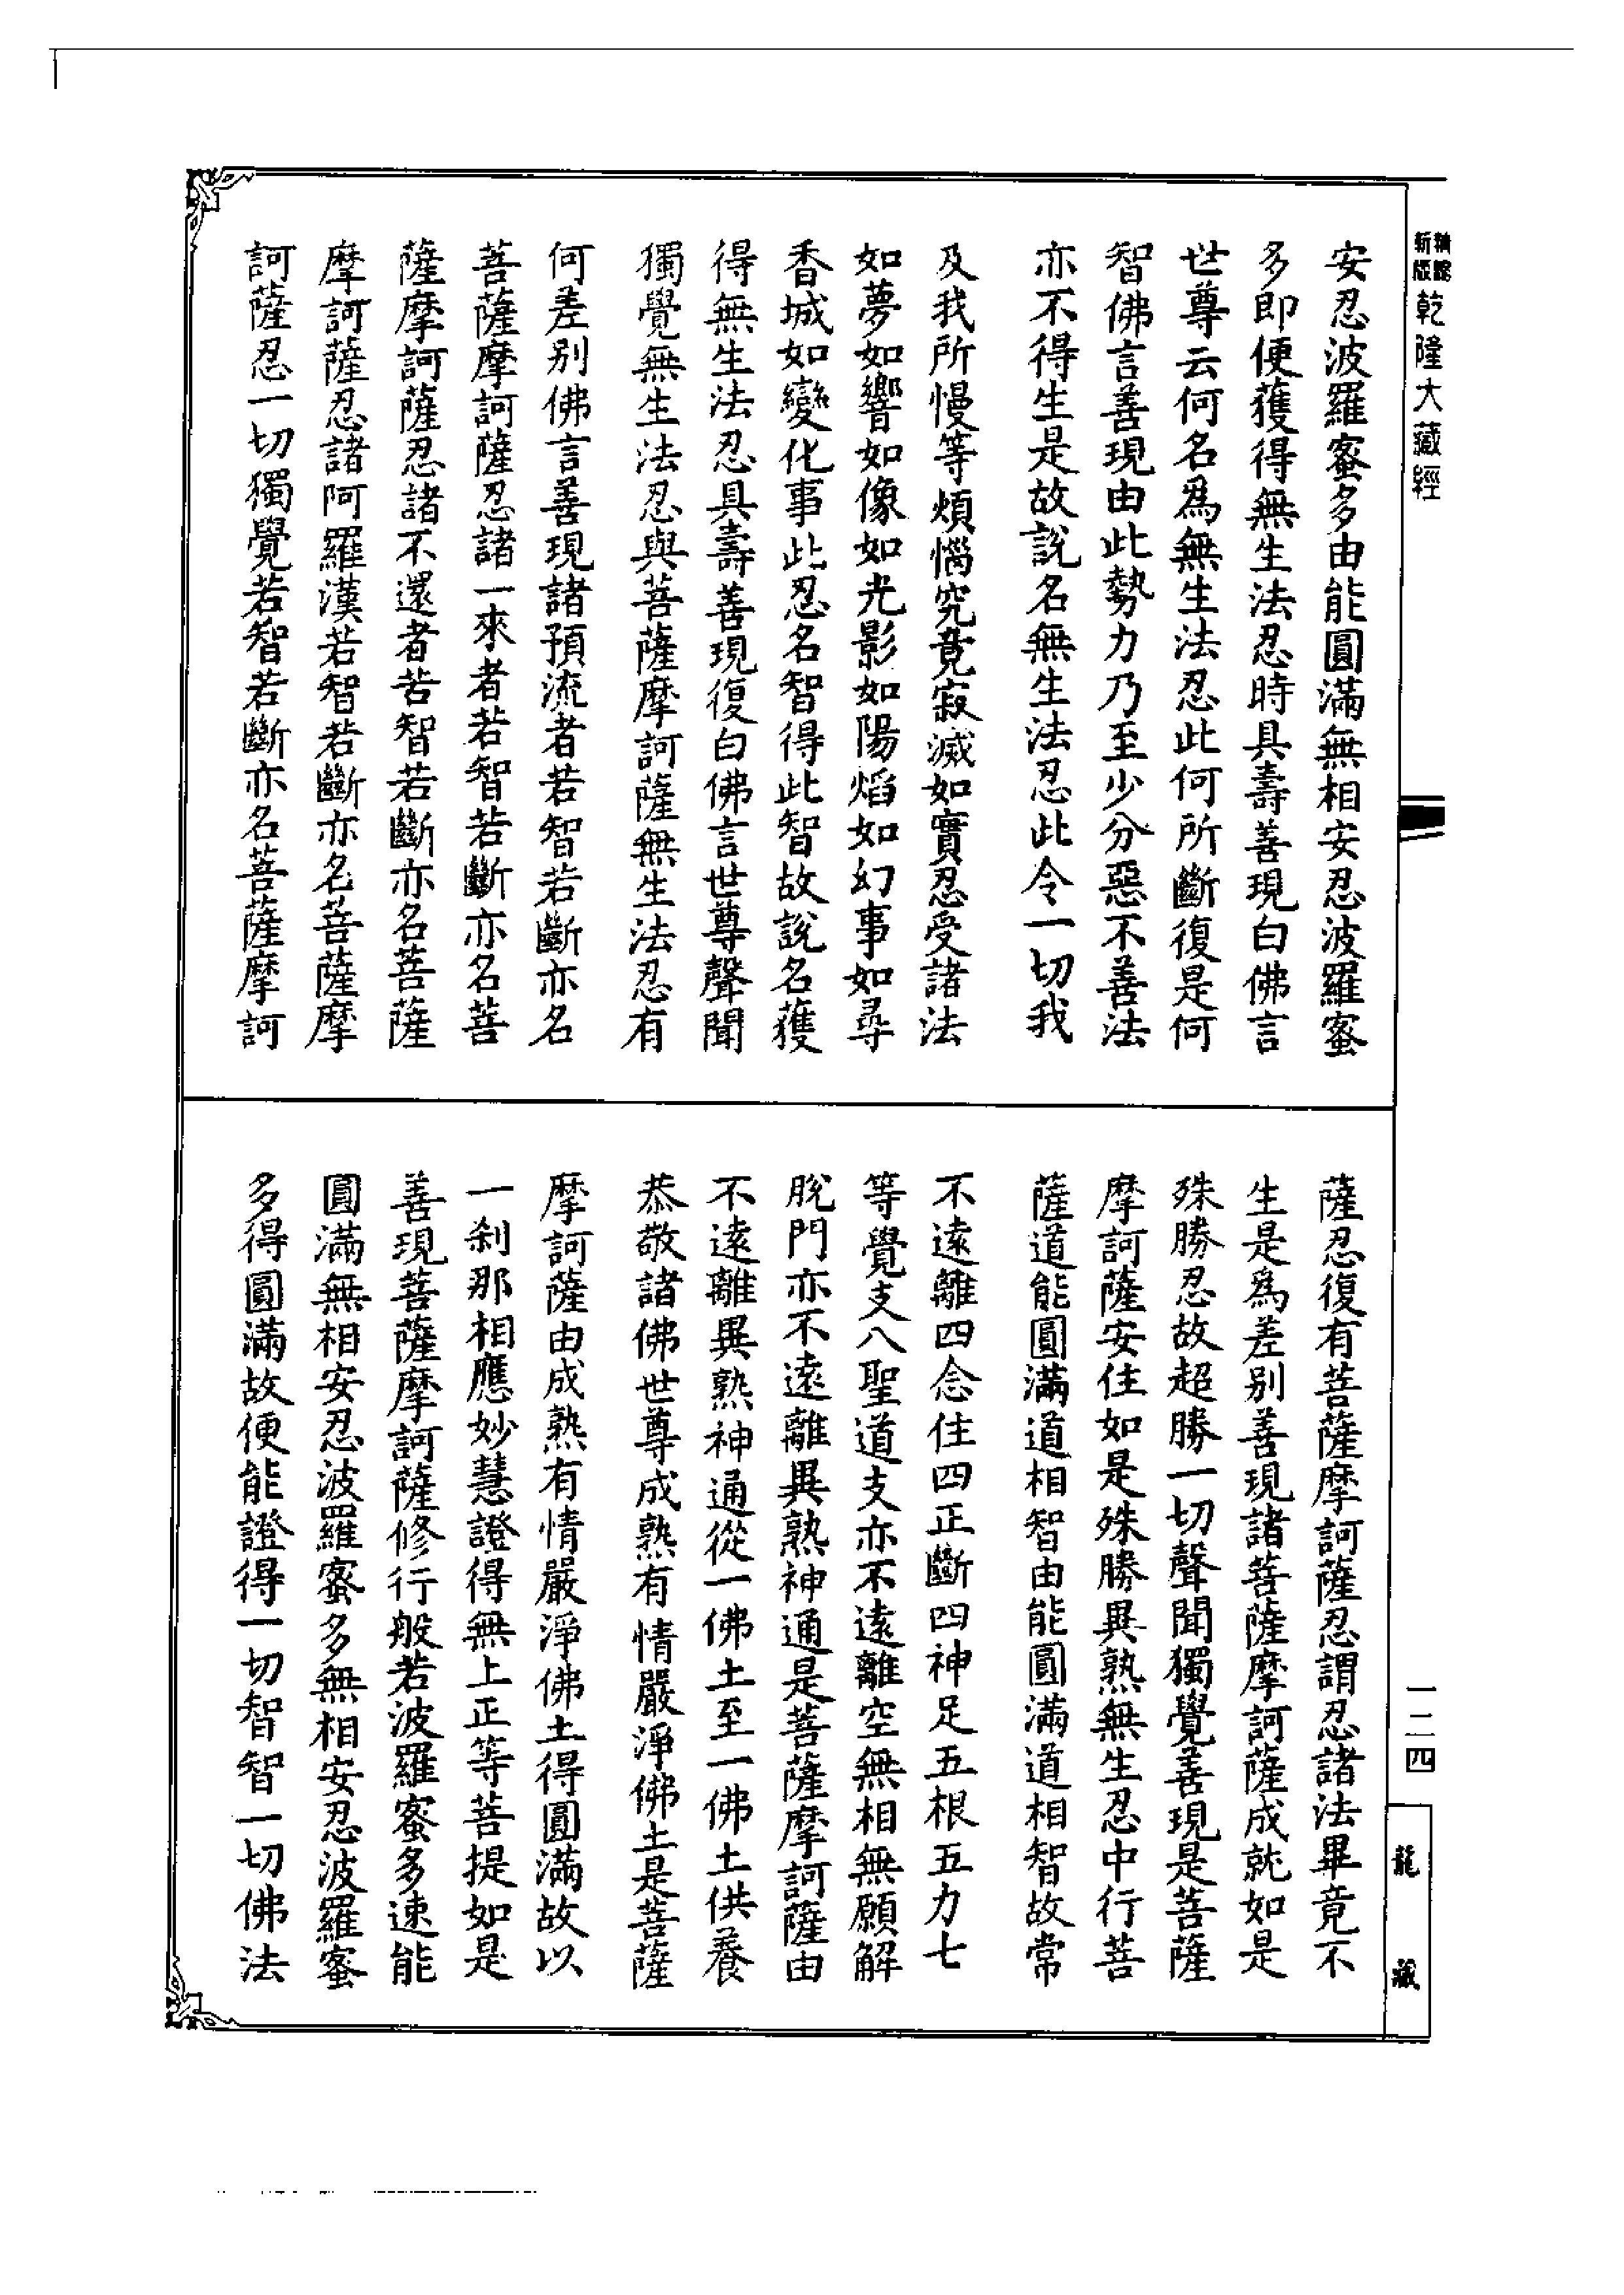 新版 精縮 乾隆大藏經
安忍波羅蜜多由能圓滿無相安忍波羅蜜
多即便獲得無生法忍時具壽善現白佛言
世尊云何名為無生法忍此何所斷復是何
智佛言善現由此勢力乃至少分惡不善法
亦不得生是故說名無生法忍此令一切我
及我所慢等煩惱究竟寂滅如實忍受諸法
如夢如響如像如光影如陽焰如幻事如尋
香城如變化事此忍名智得此智故說名獲
得無生法忍具壽善現復白佛言世尊聲聞
獨覺無生法忍與菩薩摩訶薩無生法忍有
何差別佛言善現諸預流者若智若斷亦名
菩薩摩訶薩忍諸一來者若智若斷亦名菩
薩摩訶薩忍諸不還者若智若斷亦名菩薩
摩訶薩忍諸阿羅漢若智若斷亦名菩薩摩
訶薩忍一切獨覺若智若斷亦名菩薩摩訶
薩忍復有菩薩摩訶薩忍謂忍諸法畢竟不
生是為差別善現諸菩薩摩訶薩成就如是
殊勝忍故超勝一切聲聞獨覺善現是菩薩
摩訶薩安住如是殊勝異熟無生忍中行菩
薩道能圓滿道相智由能圓滿道相智故常
不遠離四念住四正斷四神足五根五力七
等覺支八聖道支亦不遠離空無相無願解
脫門亦不遠離異熟神通是菩薩摩訶薩由
不遠離異熟神通從一佛土至一佛土供養
恭敬諸佛世尊成熟有情嚴淨佛土是菩薩
摩訶薩由成熟有情嚴淨佛土得圓滿故以
一剎那相應妙慧證得無上正等菩提如是
善現菩薩摩訶薩修行般若波羅蜜多速能
圓滿無相安忍波羅蜜多無相安忍波羅蜜
多得圓滿故便能證得一切智智一切佛法
一二四
龍藏